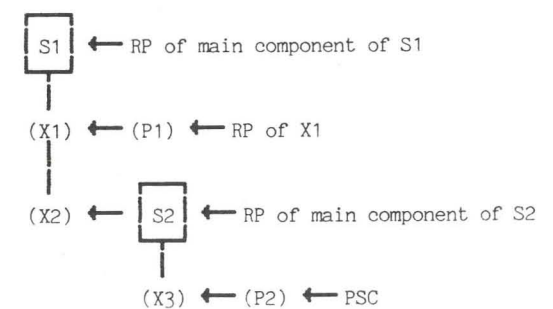 S1 ← RP of main component of S1
(X1) ← (P1) ← RP of X1
(X2) ← S2 ← RP of main component of S2
(X3) ← (P2) ← PSC